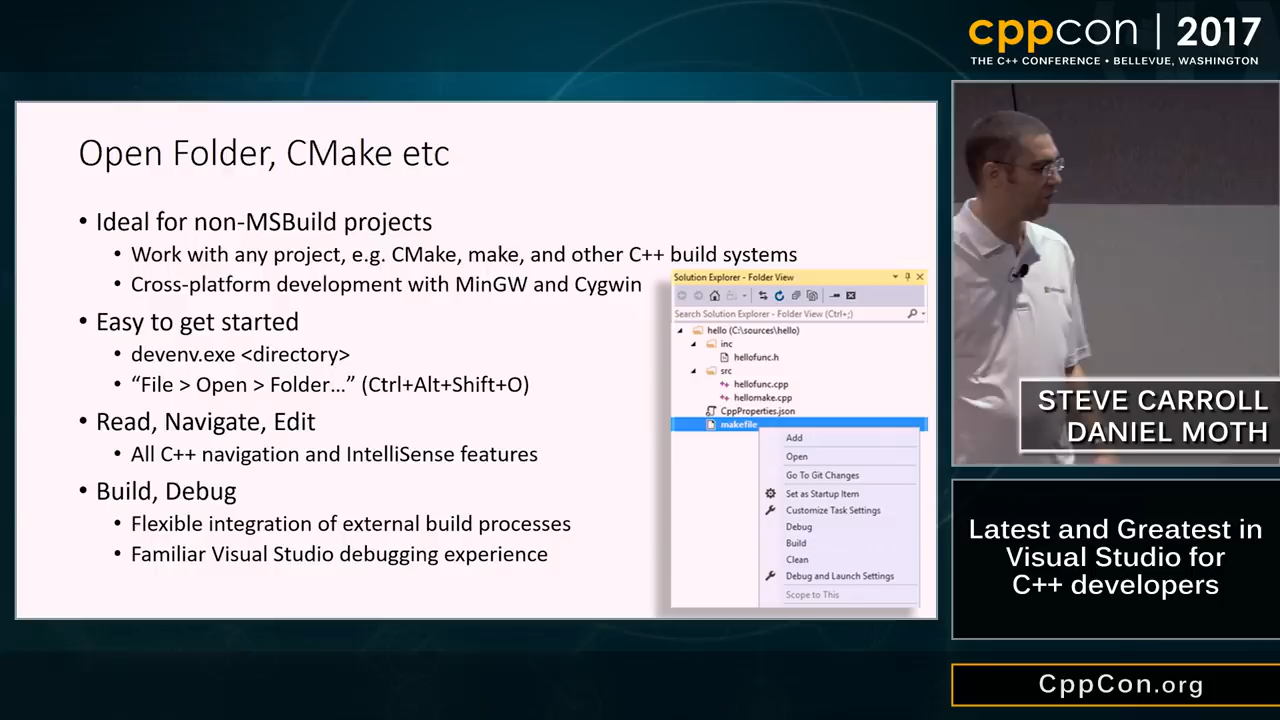 cppcon | 2017
THE C++ CONFERENCE • BELLEVUE, WASHINGTON
Open Folder, CMake etc
• Ideal for non-MSBuild projects
• Work with any project, e.g. CMake, make, and other C++ build systems
• Cross-platform development with MinGW and Cygwin
• Easy to get started
• devenv.exe <directory>
• “File > Open > Folder…” (Ctrl+Alt+Shift+O)
• Read, Navigate, Edit
• All C++ navigation and IntelliSense features
• Build, Debug
• Flexible integration of external build processes
• Familiar Visual Studio debugging experience
Solution Explorer - Folder View
Search Solution Explorer - Folder View (Ctrl+;)
hello (C:\sources\hello)
inc
hellofunc.h
src
hellofunc.cpp
hellomake.cpp
CppProperties.json
makefile
Add
Open
Go To Git Changes
Set as Startup Item
Customize Task Settings
Debug
Build
Clean
Debug and Launch Settings
Scope to This
STEVE CARROLL
DANIEL MOTH
Latest and Greatest in
Visual Studio for
C++ developers
CppCon.org